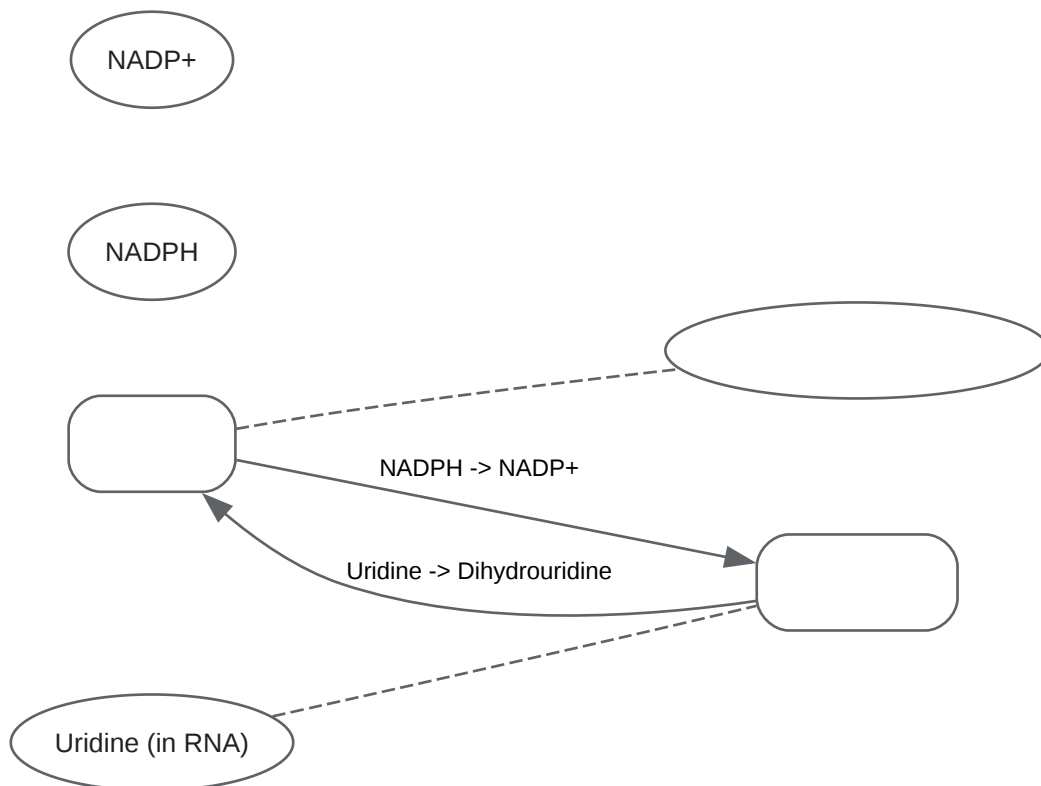 NADP+
NADPH
NADPH -> NADP+
Uridine -> Dihydrouridine
Uridine (in RNA)